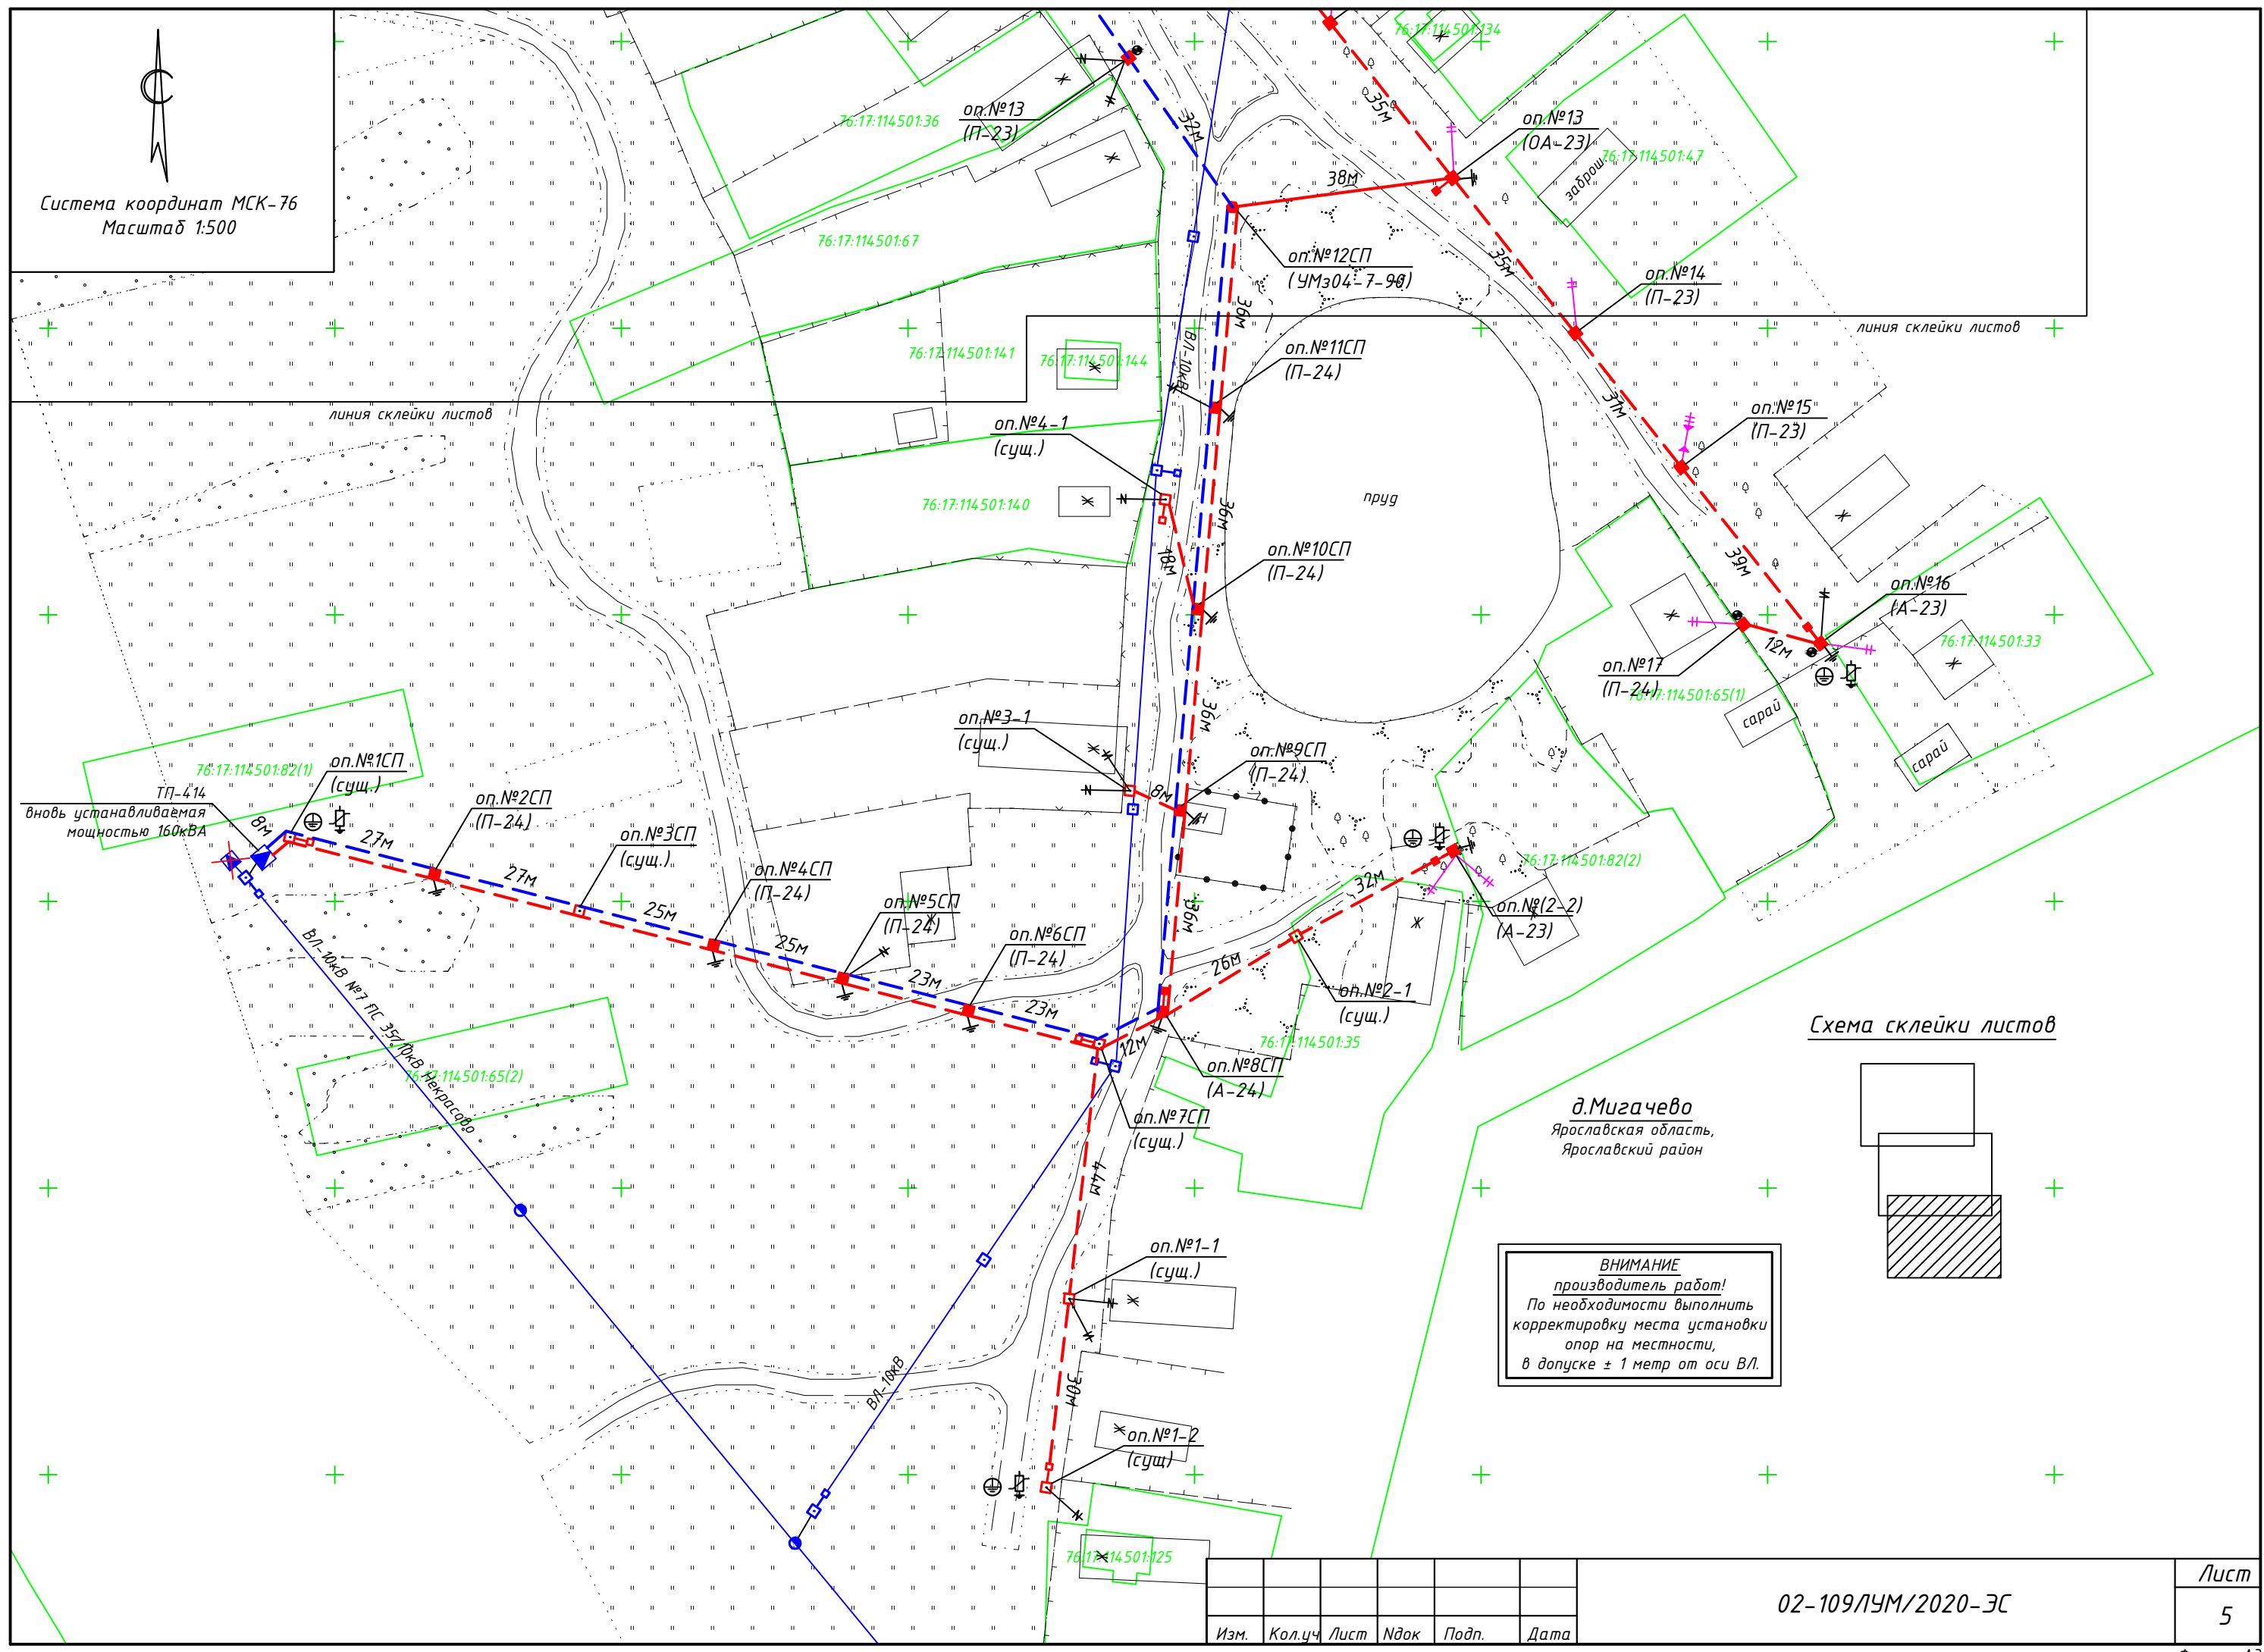 Система координат МСК-76
Масштаб 1:500
76:17:114501:134
76:17:114501:36
оп.№13
(П-23)
32м
35м
оп.№13
(ОА-23)
76:17:114501:47
заброш
38м
76:17:114501:67
оп.№12СП
(УМз04-7-90)
35м
оп.№14
(П-23)
36м
линия склейки листов
76:17:114501:141
76:17:114501:144
ВЛ-10кВ
оп.№11СП
(П-24)
линия склейки листов
оп.№4-1
(сущ.)
31м
оп.№15
(П-23)
76:17:114501:140
36м
пруд
18м
оп.№10СП
(П-24)
39м
оп.№16
(А-23)
12м
76:17:114501:33
оп.№17
(П-24)
76:17:114501:65(1)
сарай
сарай
оп.№3-1
(сущ.)
36м
оп.№9СП
(П-24)
8м
Н
76:17:114501:82(1)
оп.№1СП
(сущ.)
ТП-414
вновь устанавливаемая
мощностью 160кВА
8м
27м
оп.№2СП
(П-24)
27м
оп.№3СП
(сущ.)
25м
оп.№4СП
(П-24)
25м
оп.№5СП
(П-24)
23м
оп.№6СП
(П-24)
23м
36м
32м
76:17:114501:82(2)
оп.№(2-2)
(А-23)
26м
оп.№2-1
(сущ.)
76:17:114501:35
12м
оп.№8СП
(А-24)
оп.№7СП
(сущ.)
ВЛ-10кВ №7 ПС 35/10кВ Некрасово
76:17:114501:65(2)
44м
Схема склейки листов
д.Мигачево
Ярославская область,
Ярославский район
оп.№1-1
(сущ.)
ВНИМАНИЕ
производитель работ!
По необходимости выполнить
корректировку места установки
опор на местности,
в допуске ± 1 метр от оси ВЛ.
ВЛ-10кВ
30м
оп.№1-2
(сущ)
76:17:114501:125
Изм. Кол.уч Лист Nдок Подп. Дата
02-109ЛУМ/2020-ЭС
Лист
5